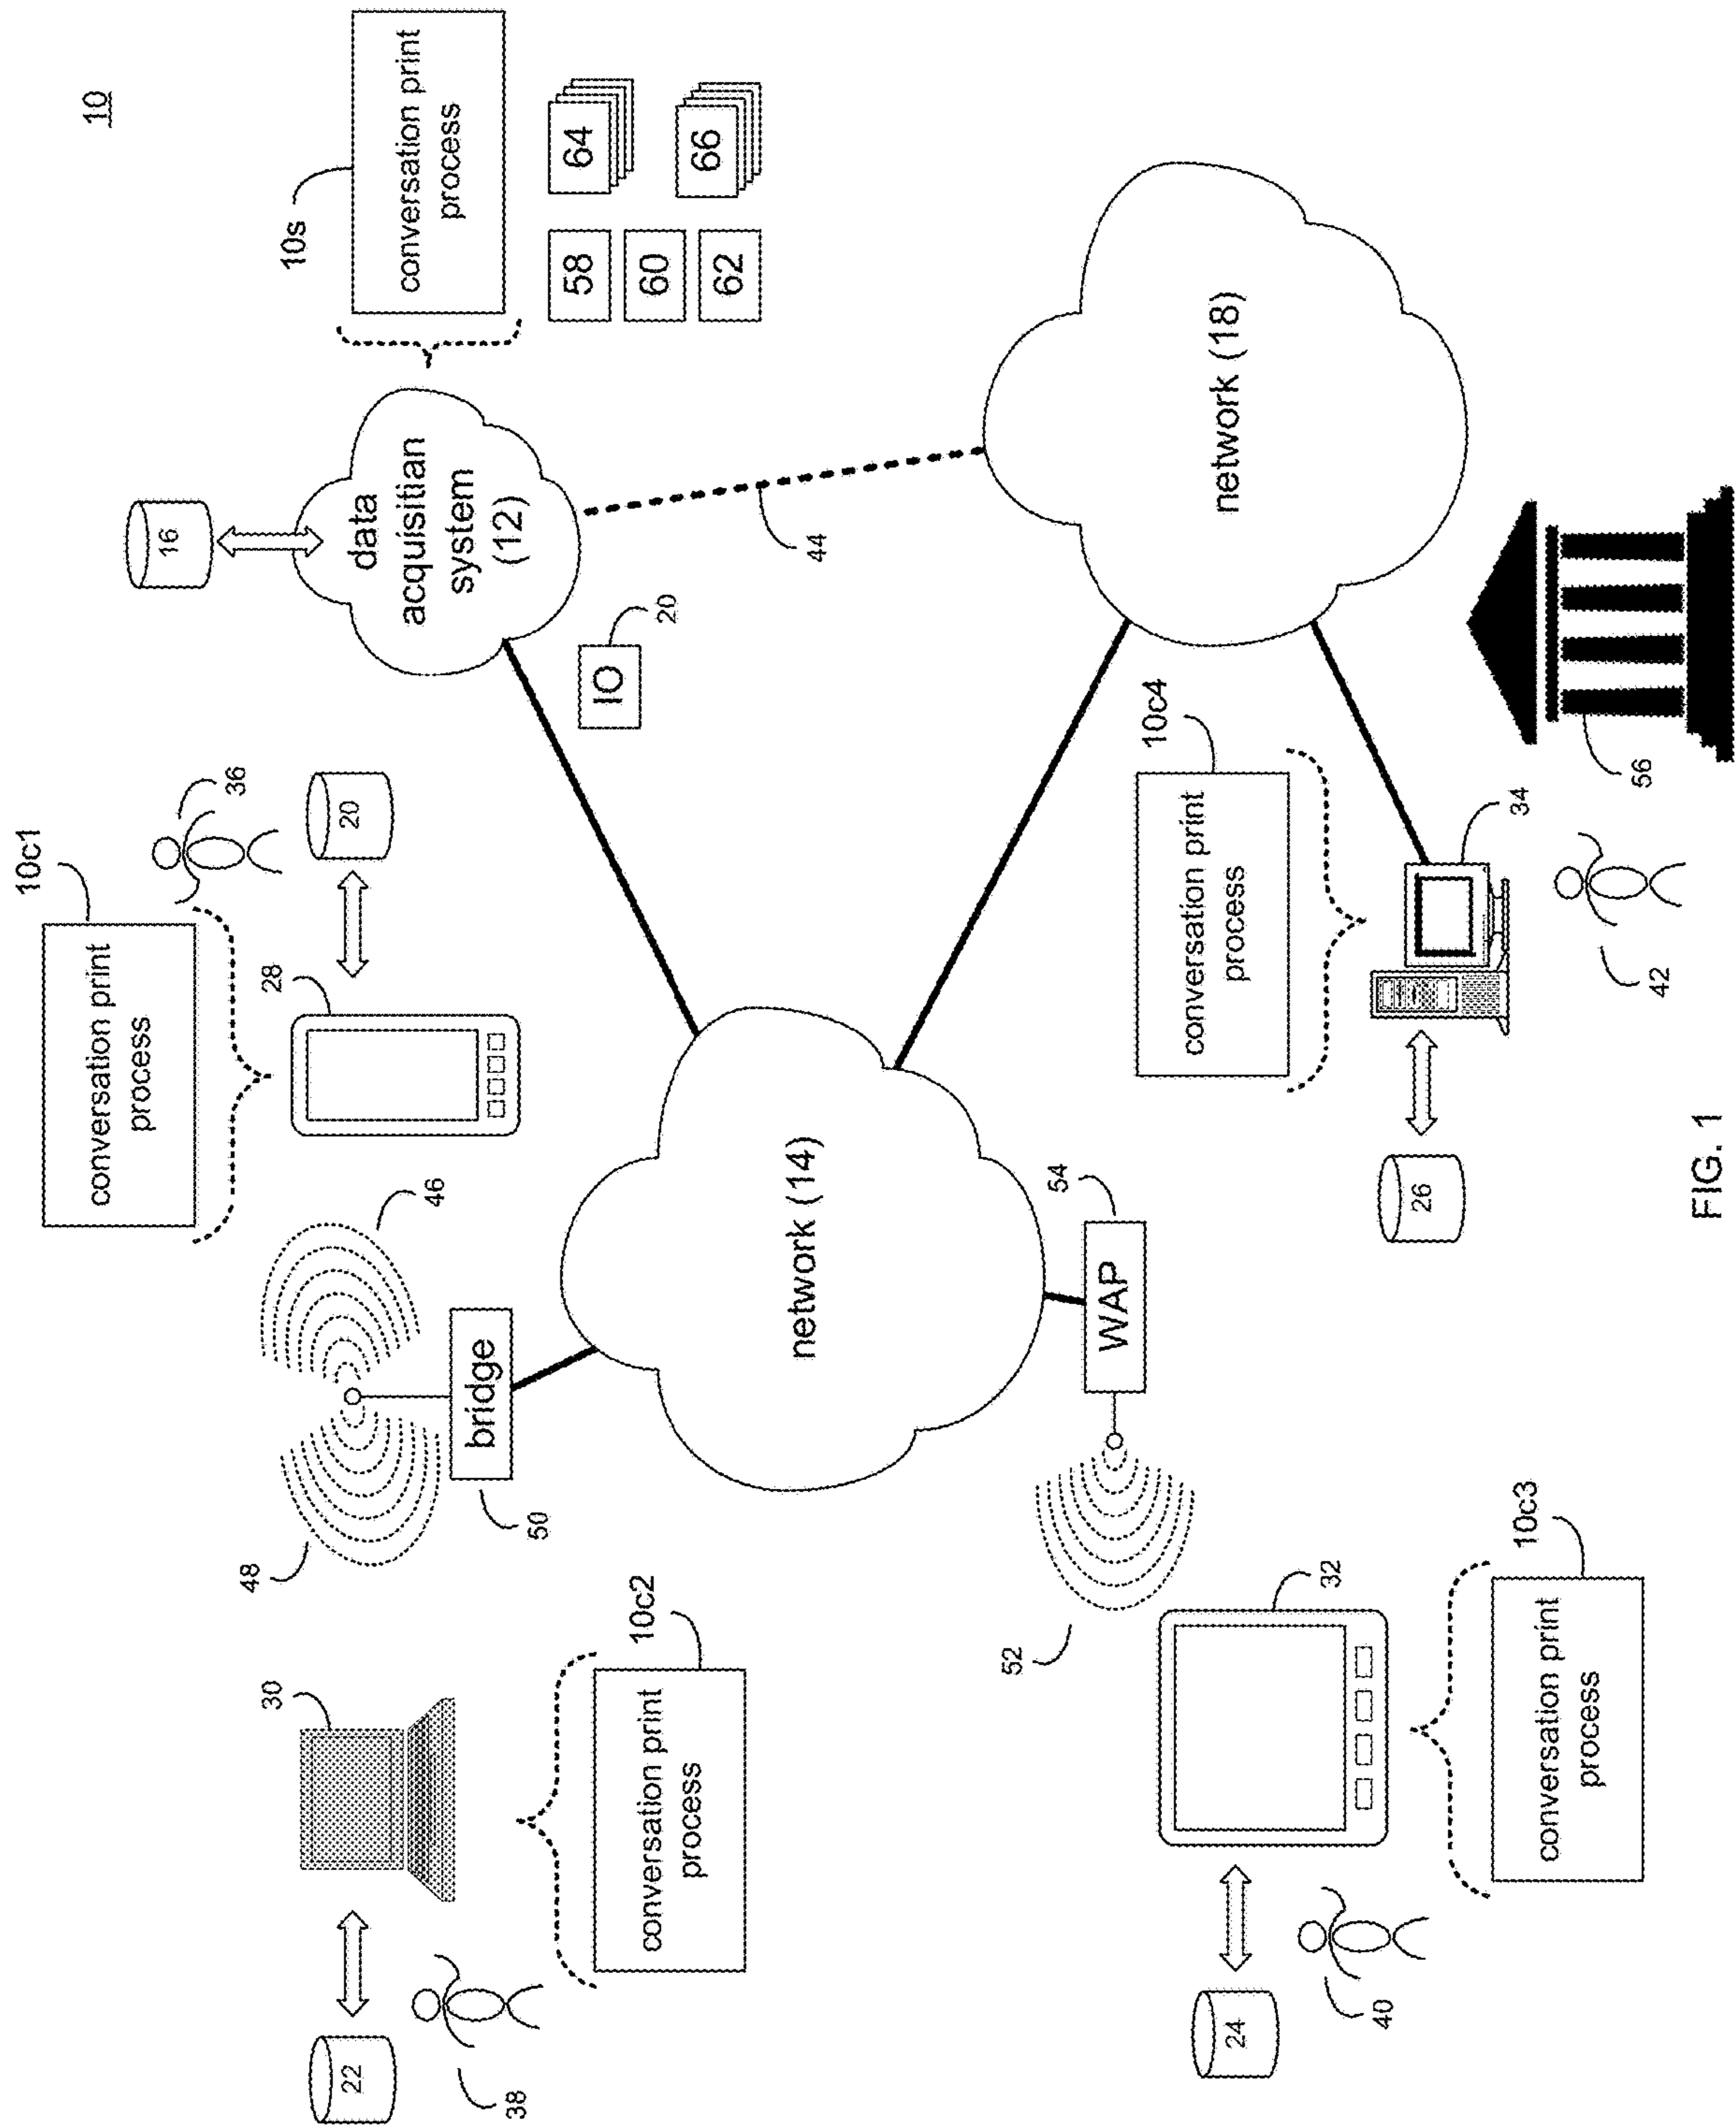 10
10c1
conversation print
process
36
20
28
16
data
acquisitian
system
(12)
10s
conversation print
process
58
60
62
64
66
IO
20
44
46
48
bridge
50
30
22
38
10c2
conversation print
process
network (14)
network (18)
WAP
54
52
32
24
40
10c3
conversation print
process
10c4
conversation print
process
34
26
42
56
FIG. 1